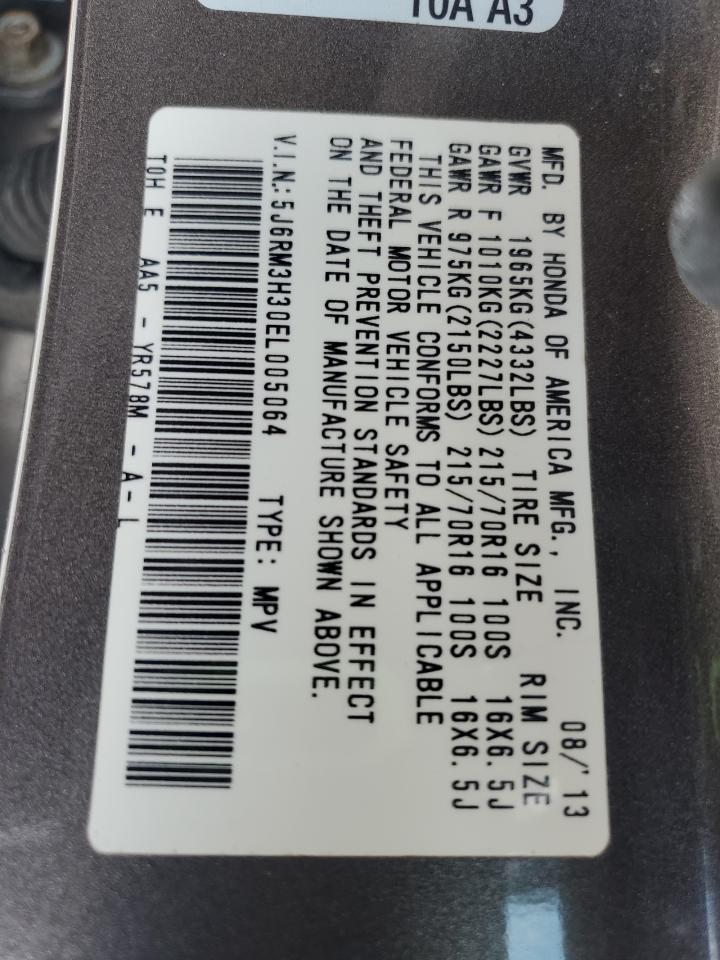 10A A3
MFD. BY HONDA OF AMERICA MFG., INC. 08/'13
GVWR 1965KG(4332LBS) TIRE SIZE RIM SIZE
GAWR F 1010KG(2227LBS) 215/70R16 100S 16X6.5J
GAWR R 975KG(2150LBS) 215/70R16 100S 16X6.5J
THIS VEHICLE CONFORMS TO ALL APPLICABLE
FEDERAL MOTOR VEHICLE SAFETY
AND THEFT PREVENTION STANDARDS IN EFFECT
ON THE DATE OF MANUFACTURE SHOWN ABOVE.
V.I.N.: 5J6RM3H30EL005064 TYPE: MPV
T0H E AA5 - YR578M - A-L